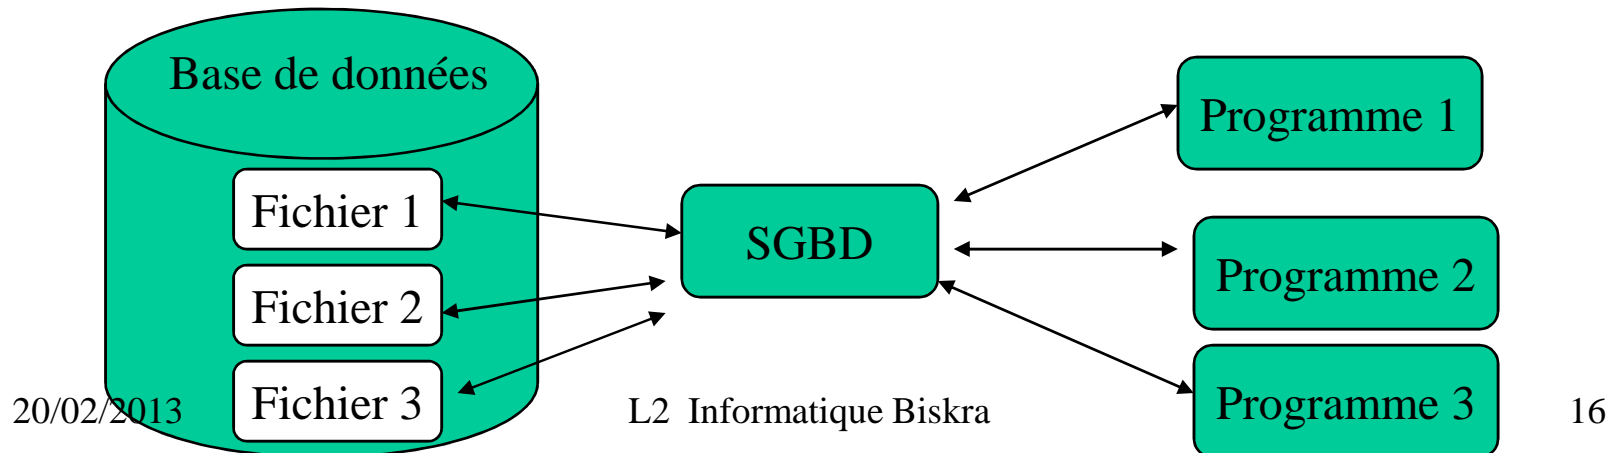 Base de données
Fichier 1
Fichier 2
Fichier 3
SGBD
Programme 1
Programme 2
Programme 3
20/02/2013
L2 Informatique Biskra
16